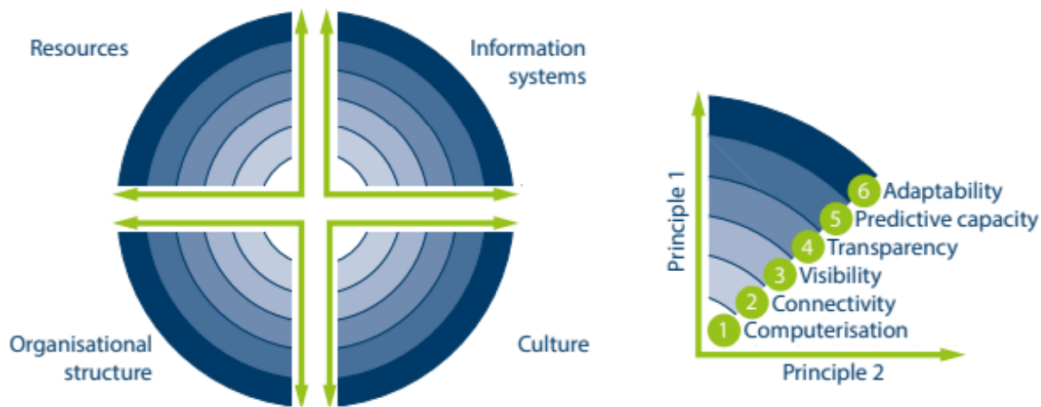 Resources
Information
systems
Organisational
structure
Culture
Principle 1
6 Adaptability
5 Predictive capacity
4 Transparency
3 Visibility
2 Connectivity
1 Computerisation
Principle 2